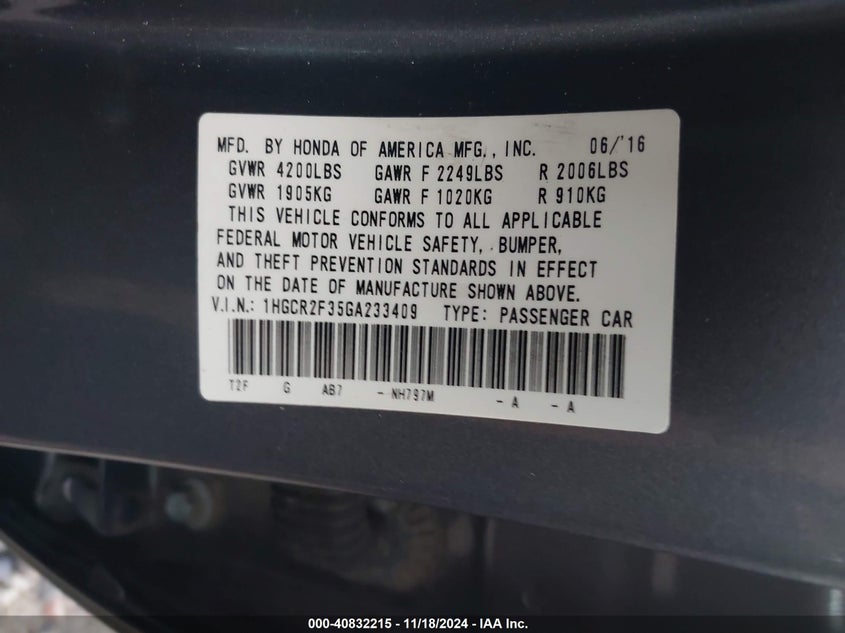 MFD. BY HONDA OF AMERICA MFG., INC. 06/'16
GVWR 4200LBS GAWR F 2249LBS R 2006LBS
GVWR 1905KG GAWR F 1020KG R 910KG
THIS VEHICLE CONFORMS TO ALL APPLICABLE
FEDERAL MOTOR VEHICLE SAFETY, BUMPER,
AND THEFT PREVENTION STANDARDS IN EFFECT
ON THE DATE OF MANUFACTURE SHOWN ABOVE.
V.I.N.: 1HGCR2F35GA233409 TYPE: PASSENGER CAR
T2F G AB7 - NH797M - A - A
000-40832215 - 11/18/2024 - IAA Inc.